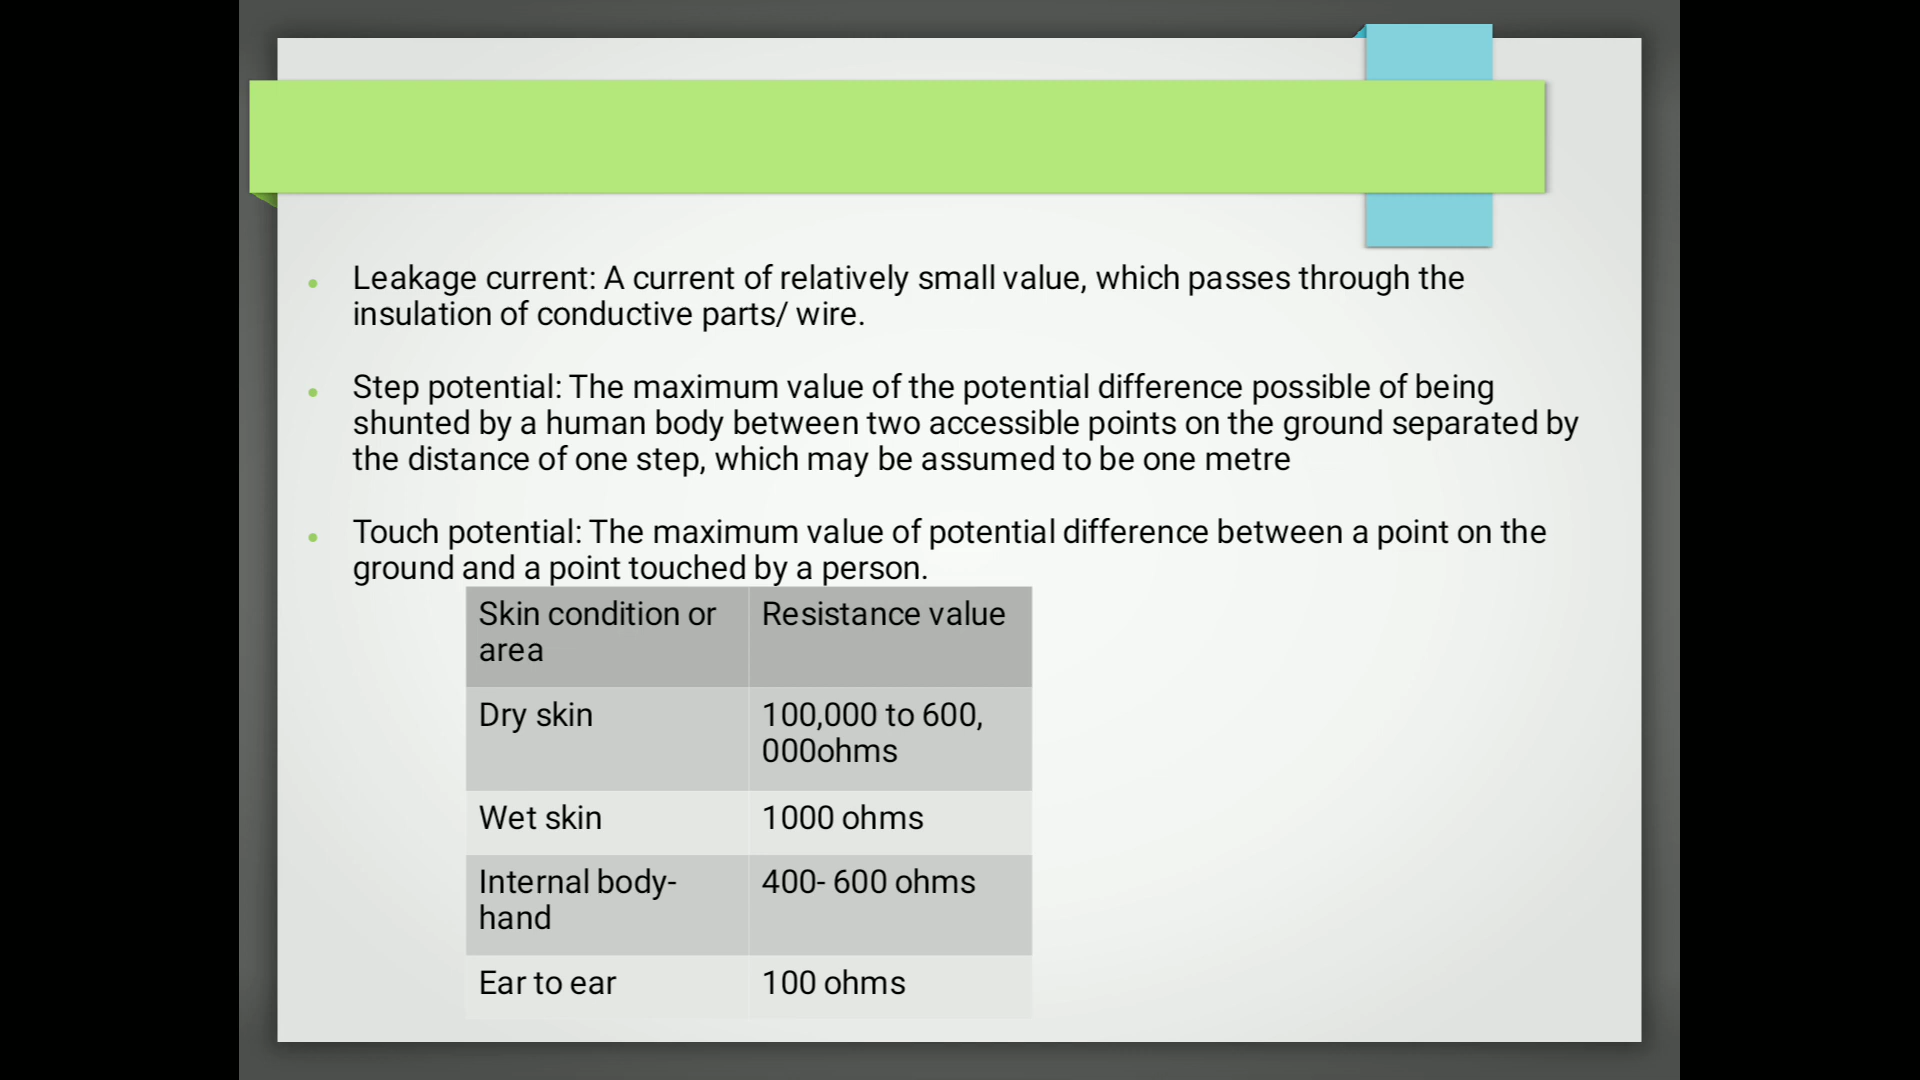 Leakage current: A current of relatively small value, which passes through the
insulation of conductive parts/ wire.
Step potential: The maximum value of the potential difference possible of being
shunted by a human body between two accessible points on the ground separated by
the distance of one step, which may be assumed to be one metre
Touch potential: The maximum value of potential difference between a point on the
ground and a point touched by a person.
Skin condition or
area
Resistance value
Dry skin
100,000 to 600,
000ohms
Wet skin
1000 ohms
Internal body-
hand
400- 600 ohms
Ear to ear
100 ohms